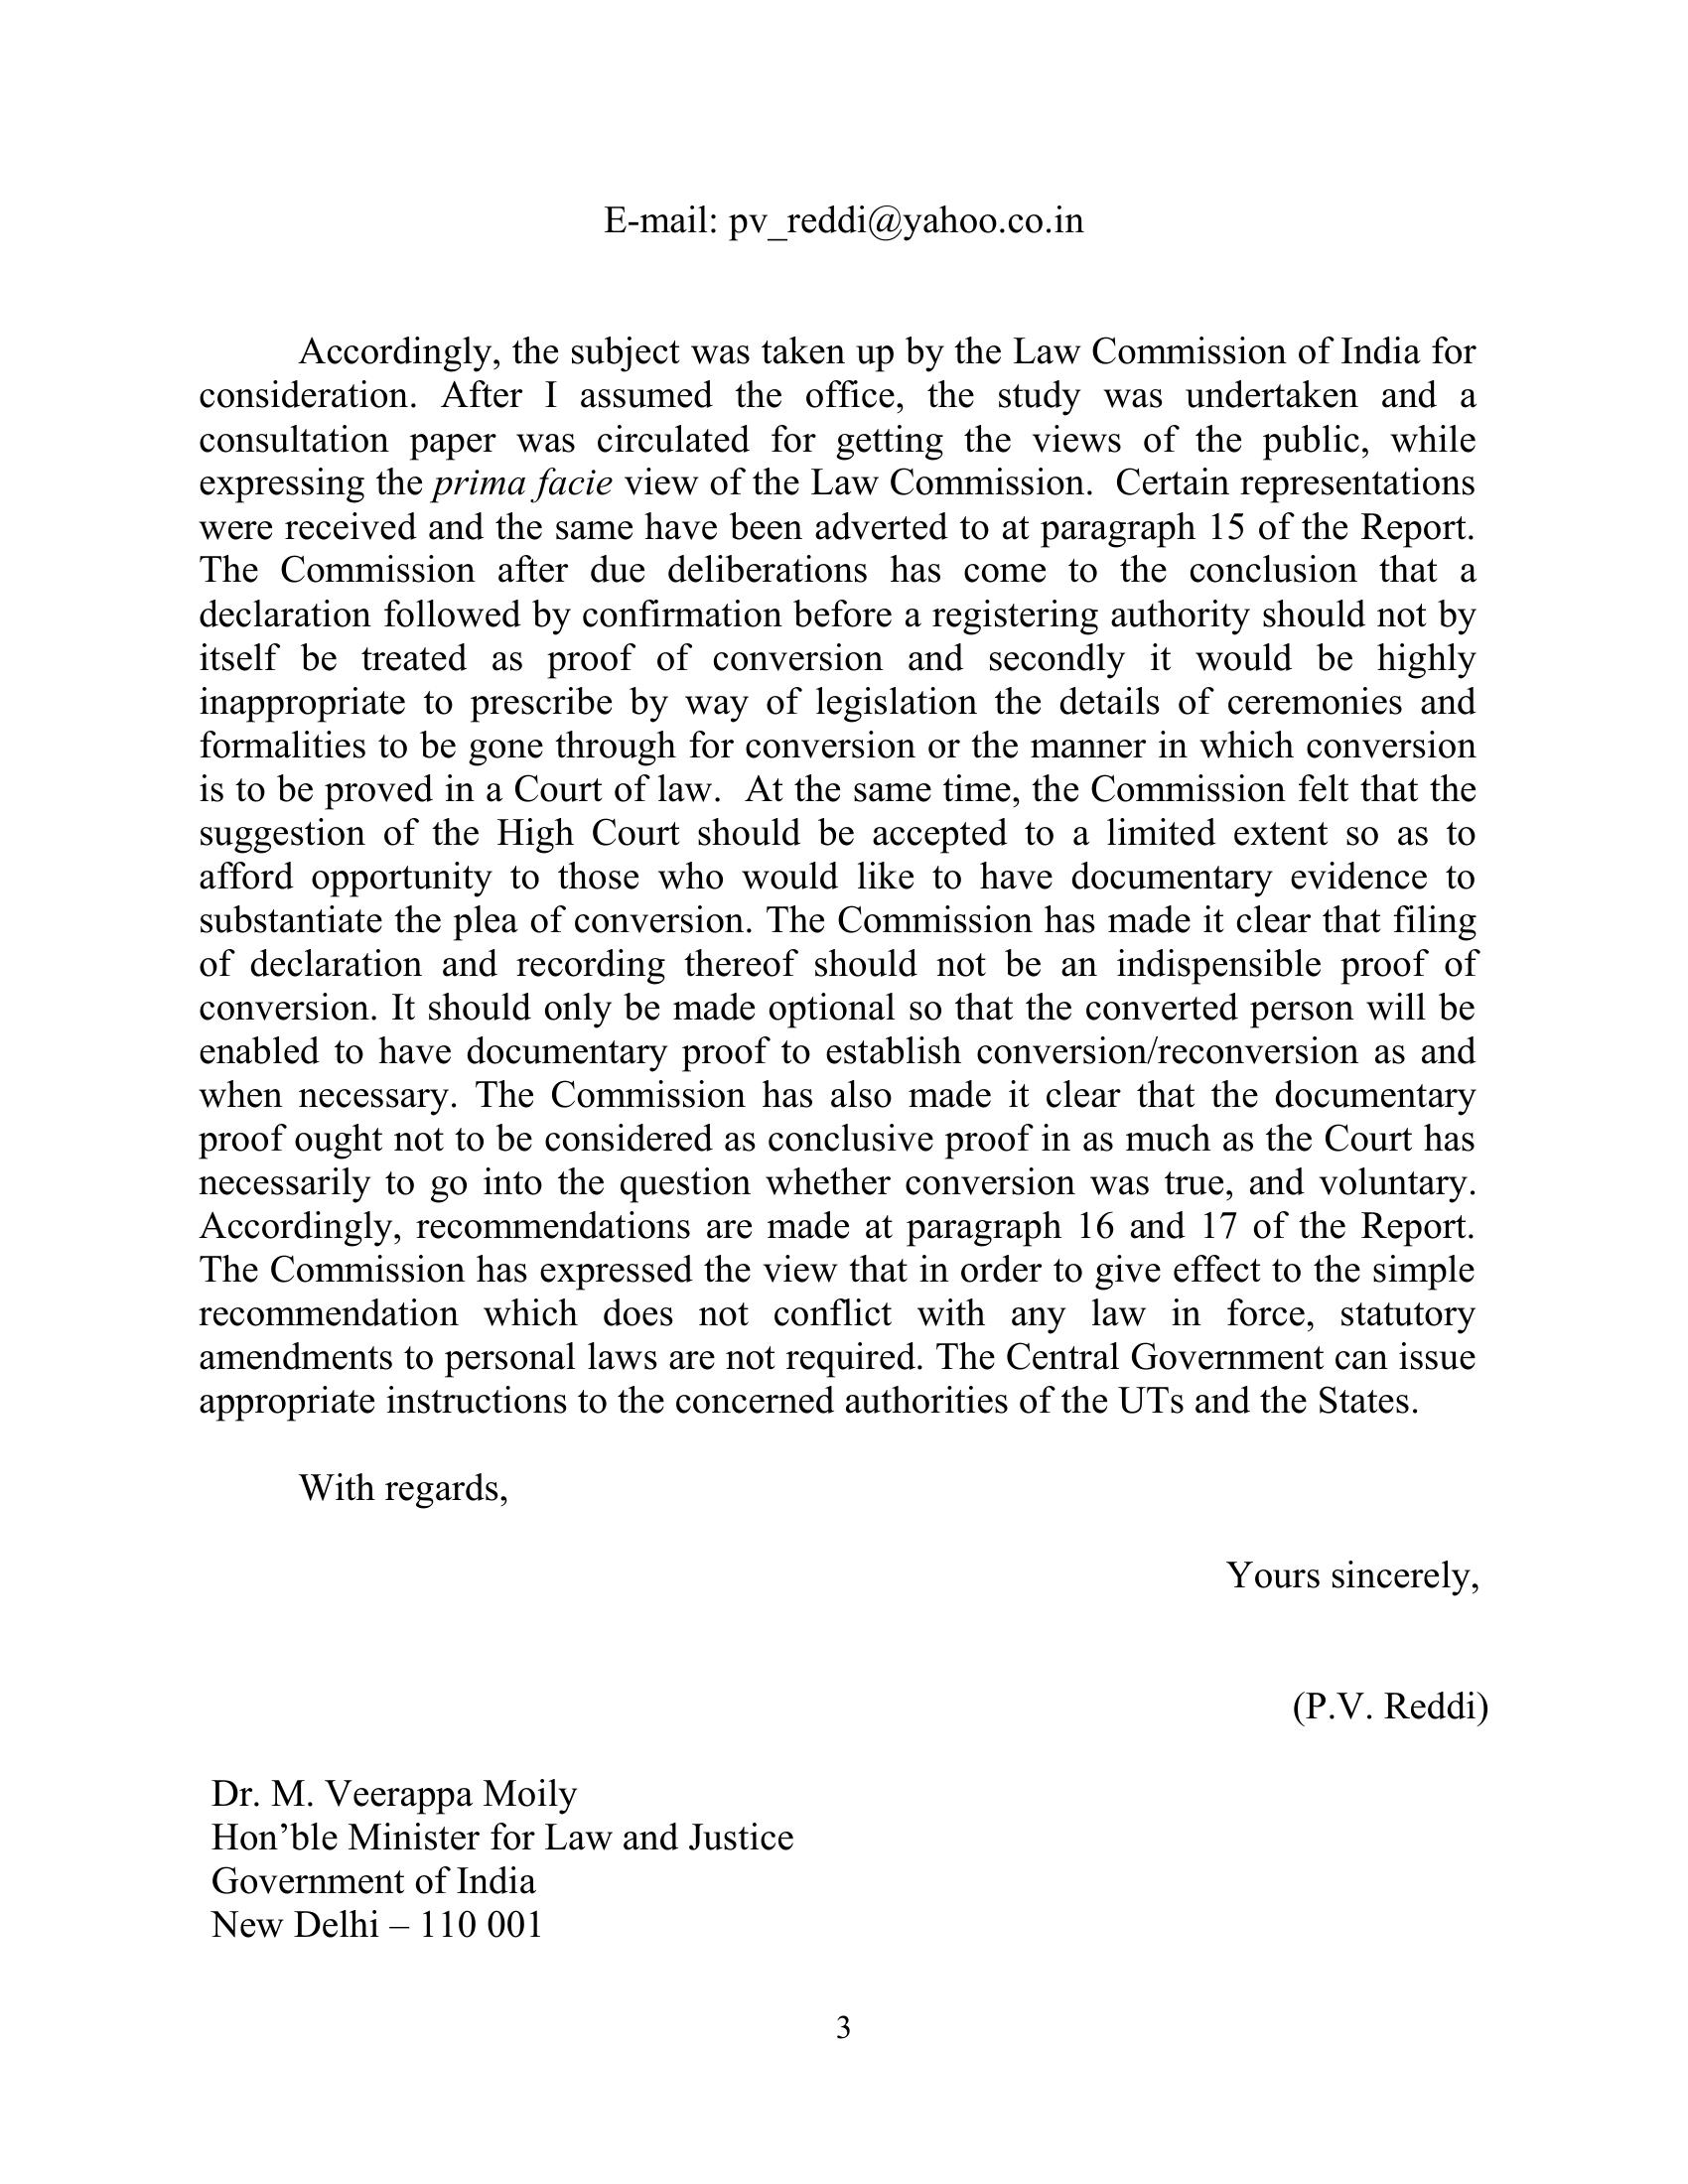 E-mail: pv_reddi@yahoo.co.in
Accordingly, the subject was taken up by the Law Commission of India for
consideration. After I assumed the office, the study was undertaken and a
consultation paper was circulated for getting the views of the public, while
expressing the prima facie view of the Law Commission.  Certain representations
were received and the same have been adverted to at paragraph 15 of the Report.
The Commission after due deliberations has come to the conclusion that a
declaration followed by confirmation before a registering authority should not by
itself be treated as proof of conversion and secondly it would be highly
inappropriate to prescribe by way of legislation the details of ceremonies and
formalities to be gone through for conversion or the manner in which conversion
is to be proved in a Court of law.  At the same time, the Commission felt that the
suggestion of the High Court should be accepted to a limited extent so as to
afford opportunity to those who would like to have documentary evidence to
substantiate the plea of conversion. The Commission has made it clear that filing
of declaration and recording thereof should not be an indispensible proof of
conversion. It should only be made optional so that the converted person will be
enabled to have documentary proof to establish conversion/reconversion as and
when necessary. The Commission has also made it clear that the documentary
proof ought not to be considered as conclusive proof in as much as the Court has
necessarily to go into the question whether conversion was true, and voluntary.
Accordingly, recommendations are made at paragraph 16 and 17 of the Report.
The Commission has expressed the view that in order to give effect to the simple
recommendation which does not conflict with any law in force, statutory
amendments to personal laws are not required. The Central Government can issue
appropriate instructions to the concerned authorities of the UTs and the States.
With regards,
Yours sincerely,
(P.V. Reddi)
Dr. M. Veerappa Moily
Hon’ble Minister for Law and Justice
Government of India
New Delhi – 110 001
3